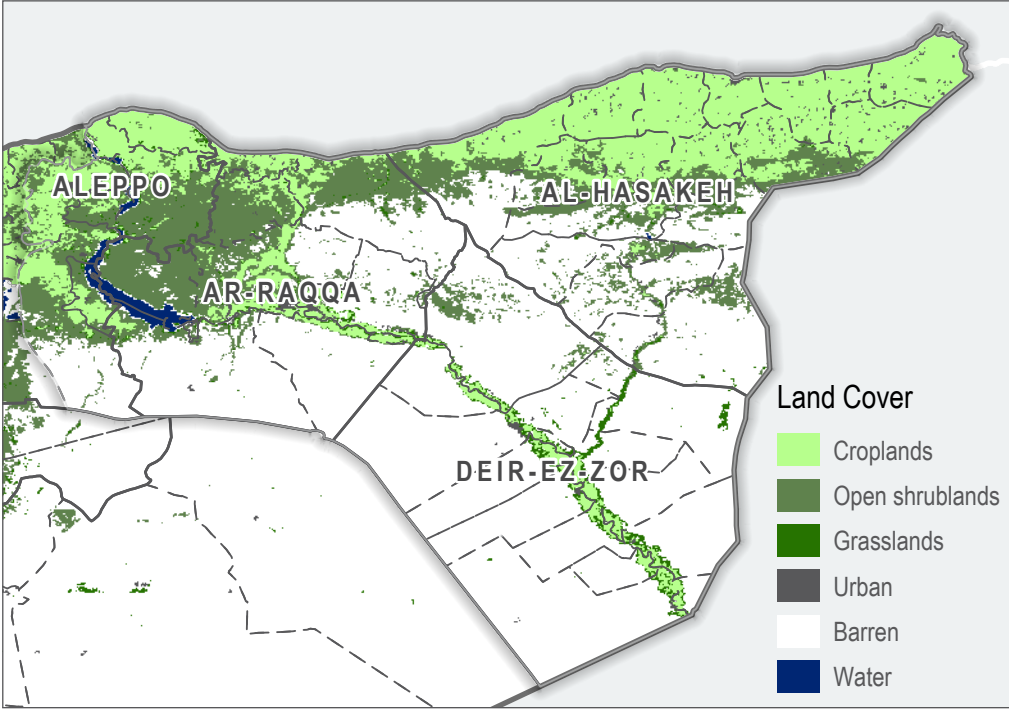 ALEPPO
AL-HASAKEH
AR-RAQQA
DEIR-EZ-ZOR
Land Cover
Croplands
Open shrublands
Grasslands
Urban
Barren
Water